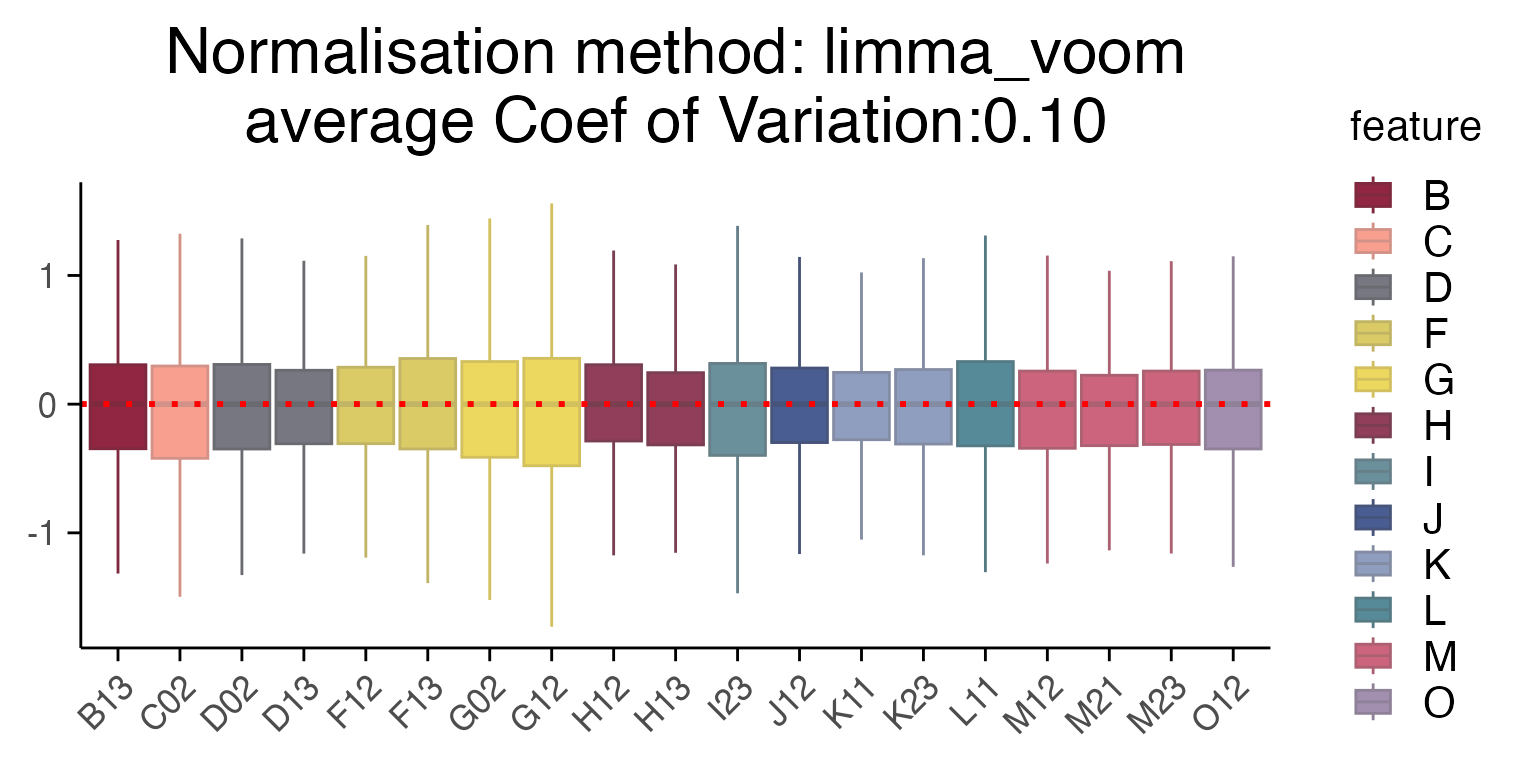 Normalisation method: limma_voom
average Coef of Variation:0.10
feature
B
C
D
F
G
H
I
J
K
L
M
O
1
0
-1
B13 C02 D02 D13 F12 F13 G02 G12 H12 H13 I23 J12 K11 K23 L11 M12 M21 M23 O12